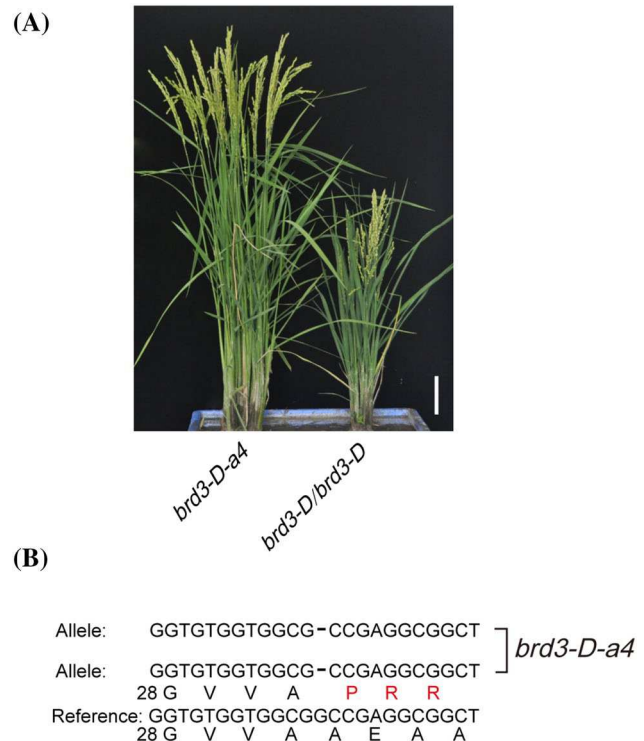 (A)
brd3-D-a4
brd3-D/brd3-D
(B)
Allele: GGTGTGGTGGCG-CCGAGGCGGCT
brd3-D-a4
Allele: GGTGTGGTGGCG-CCGAGGCGGCT
28 G V V A P R R
Reference: GGTGTGGTGGCGGCCGAGGCGGCT
28 G V V A A E A A